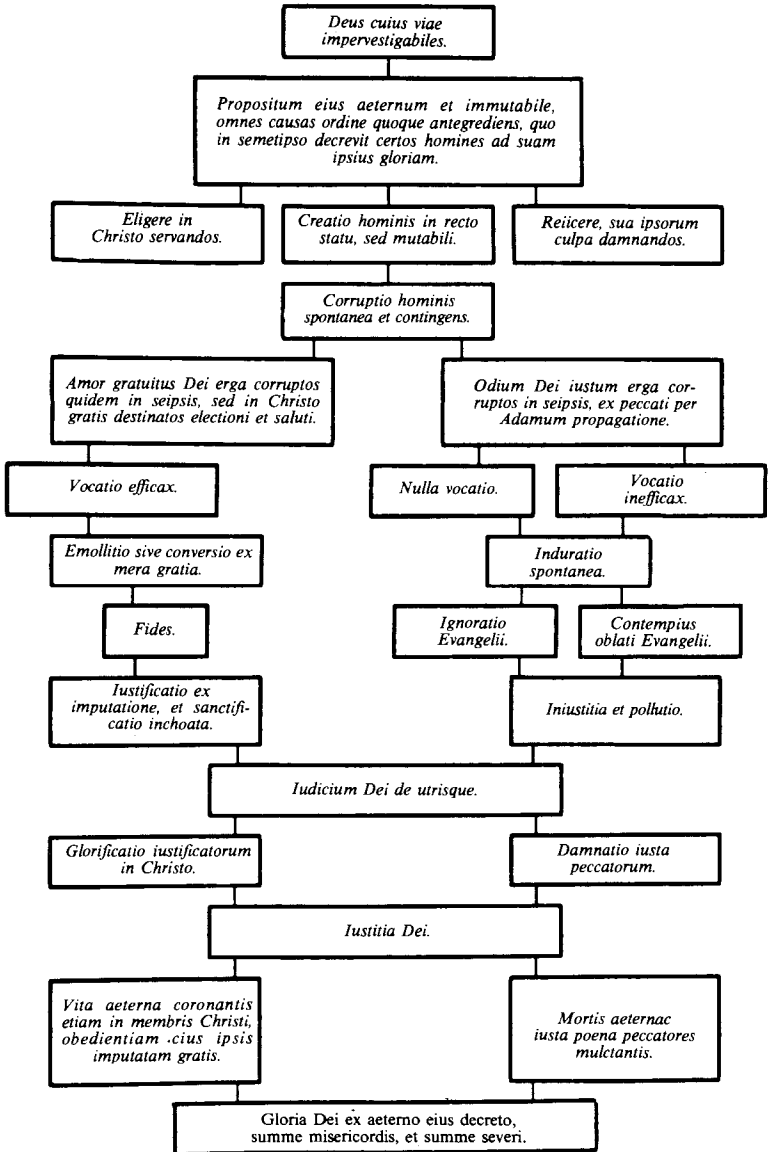 Deus cuius viae
impervestigabiles.
Propositum eius aeternum et immutabile,
omnes causas ordine quoque antegrediens, quo
in semetipso decrevit certos homines ad suam
ipsius gloriam.
Eligere in
Christo servandos.
Creatio hominis in recto
statu, sed mutabili.
Reiicere, sua ipsorum
culpa damnandos.
Corruptio hominis
spontanea et contingens.
Amor gratuitus Dei erga corruptos
quidem in seipsis, sed in Christo
gratis destinatos electioni et saluti.
Odium Dei iustum erga cor-
ruptos in seipsis, ex peccati per
Adamum propagatione.
Vocatio efficax.
Nulla vocatio.
Vocatio
inefficax.
Emollitio sive conversio ex
mera gratia.
Induratio
spontanea.
Fides.
Ignoratio
Evangelii.
Contempius
oblati Evangelii.
Iustificatio ex
imputatione, et sanctifi-
catio inchoata.
Iniustitia et pollutio.
Iudicium Dei de utrisque.
Glorificatio iustificatorum
in Christo.
Damnatio iusta
peccatorum.
Iustitia Dei.
Vita aeterna coronantis
etiam in membris Christi,
obedientiam .cius ipsis
imputatam gratis.
Mortis aeternac
iusta poena peccatores
mulctantis.
Gloria Dei ex aeterno eius decreto,
summe misericordis, et summe severi.